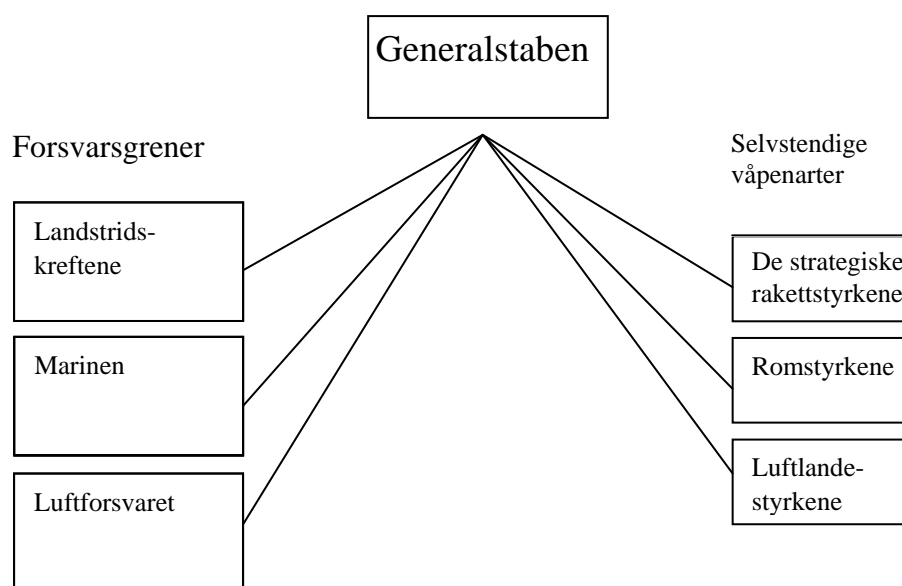 Generalstaben
Forsvarsgrener
Landstrids-
kreftene
Marinen
Luftforsvaret
Selvstendige
våpenarter
De strategiske
rakettstyrkene
Romstyrkene
Luftlande-
styrkene